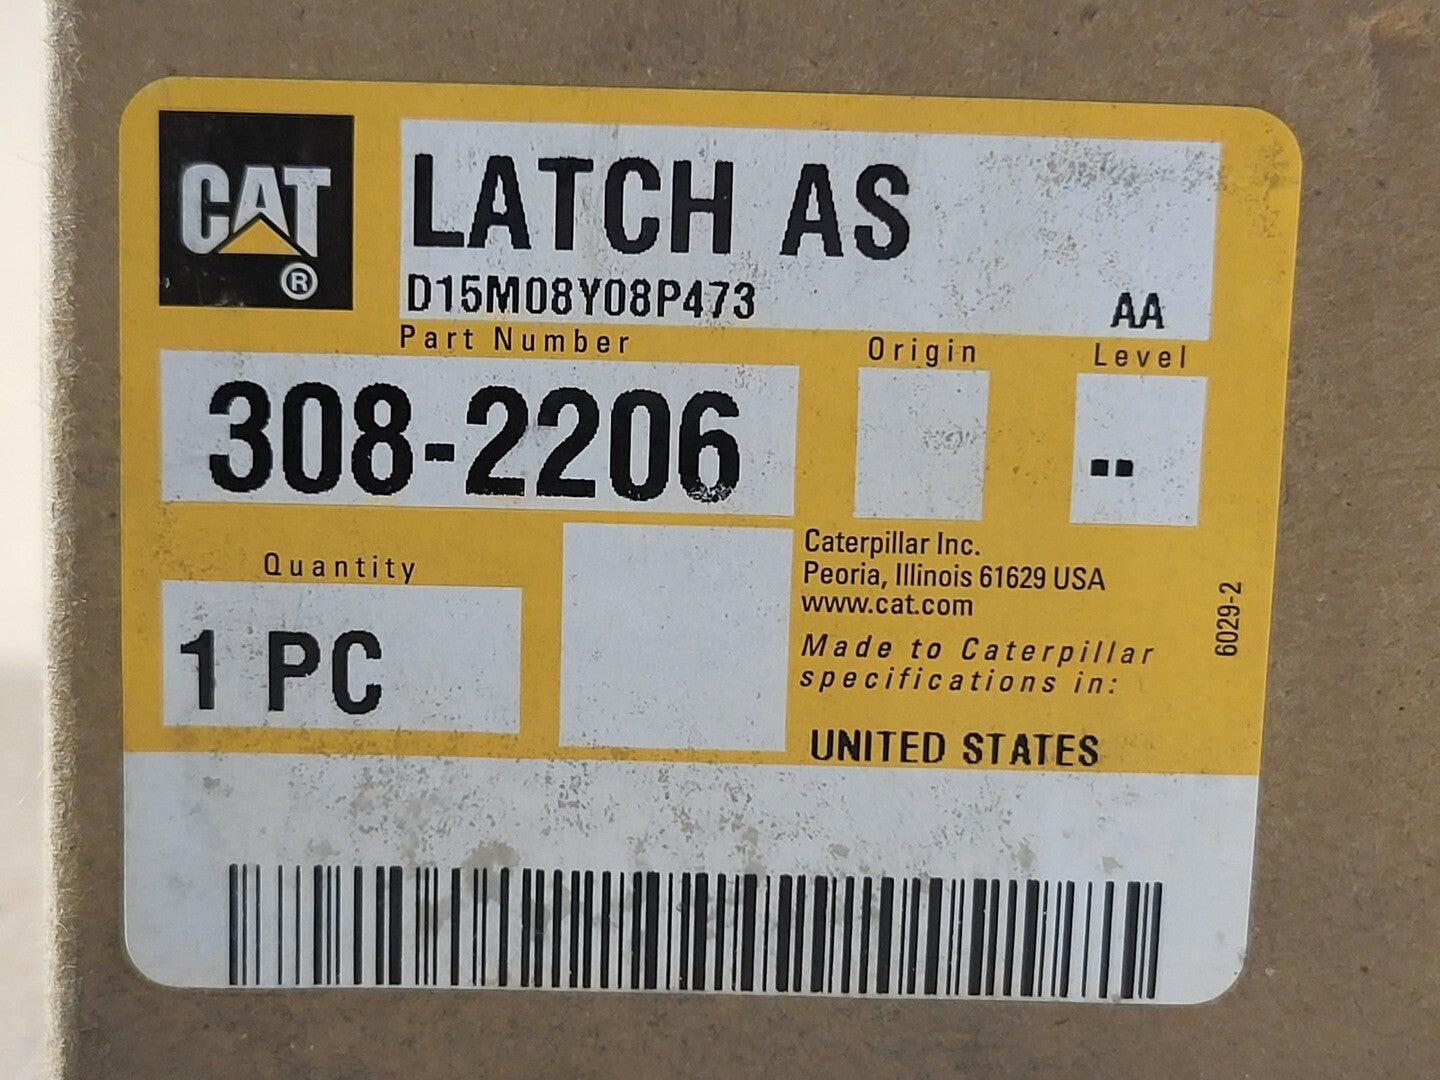 CAT
®
LATCH AS
D15M08Y08P473
AA
Part Number
Origin
Level
308-2206
--
Quantity
1 PC
Caterpillar Inc.
Peoria, Illinois 61629 USA
www.cat.com
Made to Caterpillar
specifications in:
UNITED STATES
6029-2